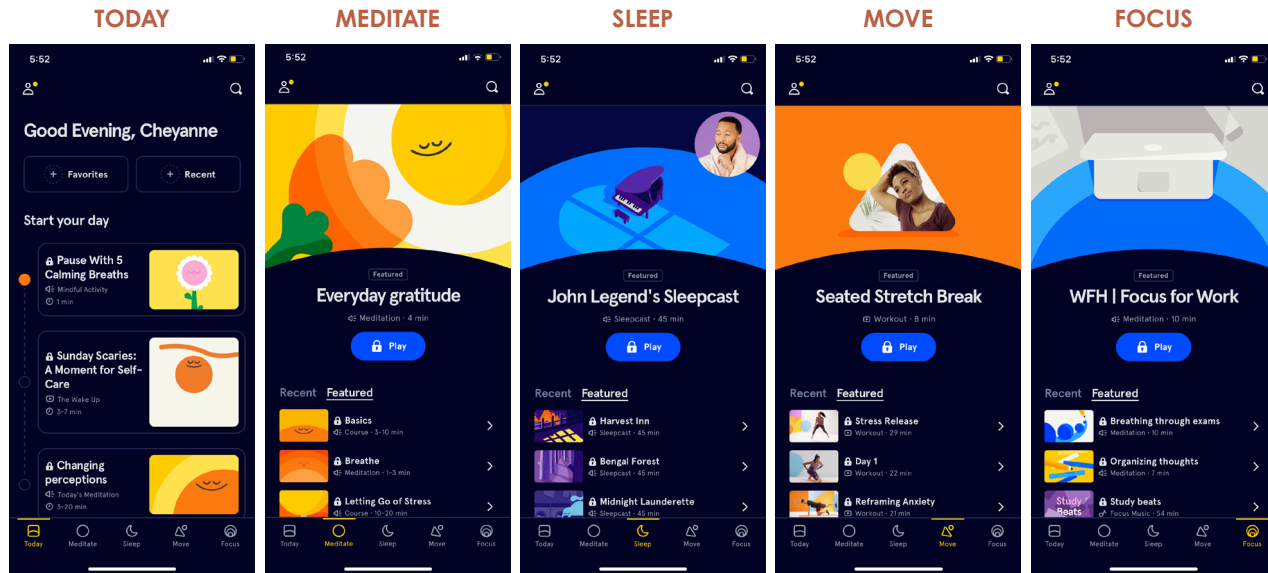 TODAY
5:52
Good Evening, Cheyanne
+ Favorites
+ Recent
Start your day
Pause With 5
Calming Breaths
Mindful Activity
1 min
Sunday Scaries:
A Moment for Self-
Care
The Wake Up
3-7 min
Changing
perceptions
Today's Meditation
3-20 min
Today Meditate Sleep Move Focus
MEDITATE
5:52
Featured
Everyday gratitude
Meditation · 4 min
Play
Recent Featured
Basics
Course · 3-10 min
Breathe
Meditation · 1-3 min
Letting Go of Stress
Course · 10-20 min
Today Meditate Sleep Move Focus
SLEEP
5:52
Featured
John Legend's Sleepcast
Sleepcast · 45 min
Play
Recent Featured
Harvest Inn
Sleepcast · 45 min
Bengal Forest
Sleepcast · 45 min
Midnight Launderette
Sleepcast · 45 min
Today Meditate Sleep Move Focus
MOVE
5:52
Featured
Seated Stretch Break
Workout · 8 min
Play
Recent Featured
Stress Release
Workout · 29 min
Day 1
Workout · 22 min
Reframing Anxiety
Workout · 21 min
Today Meditate Sleep Move Focus
FOCUS
5:52
Featured
WFH | Focus for Work
Meditation · 10 min
Play
Recent Featured
Breathing through exams
Meditation · 10 min
Organizing thoughts
Meditation · 7 min
Study
Beats
Study beats
Focus Music · 54 min
Today Meditate Sleep Move Focus